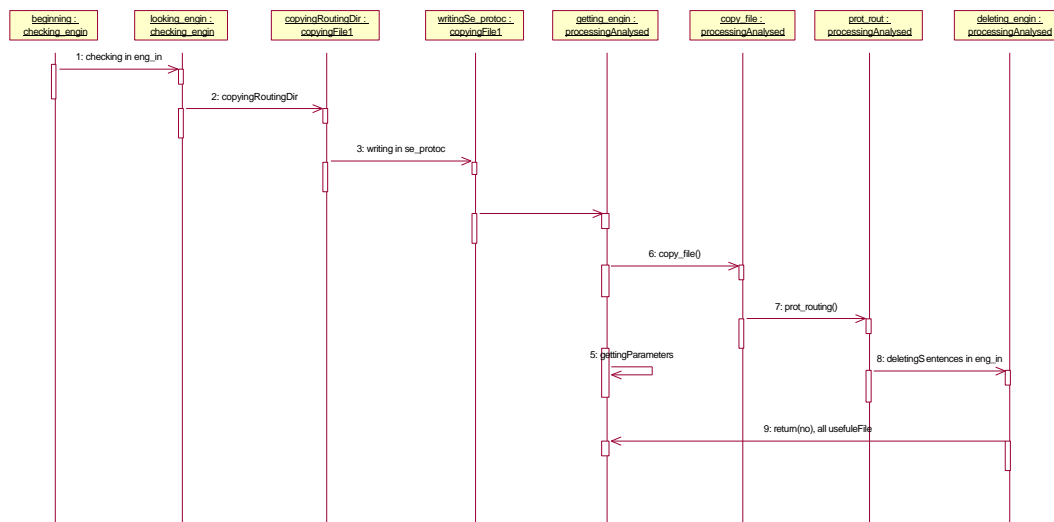 beginning :
checking_engin
looking_engin :
checking_engin
copyingRoutingDir :
copyingFile1
writingSe_protoc :
copyingFile1
getting_engin :
processingAnalysed
copy_file :
processingAnalysed
prot_rout :
processingAnalysed
deleting_engin :
processingAnalysed
1: checking in eng_in
2: copyingRoutingDir
3: writing in se_protoc
6: copy_file()
7: prot_routing()
5: gettingParameters
8: deletingSentences in eng_in
9: return(no), all usefuleFile